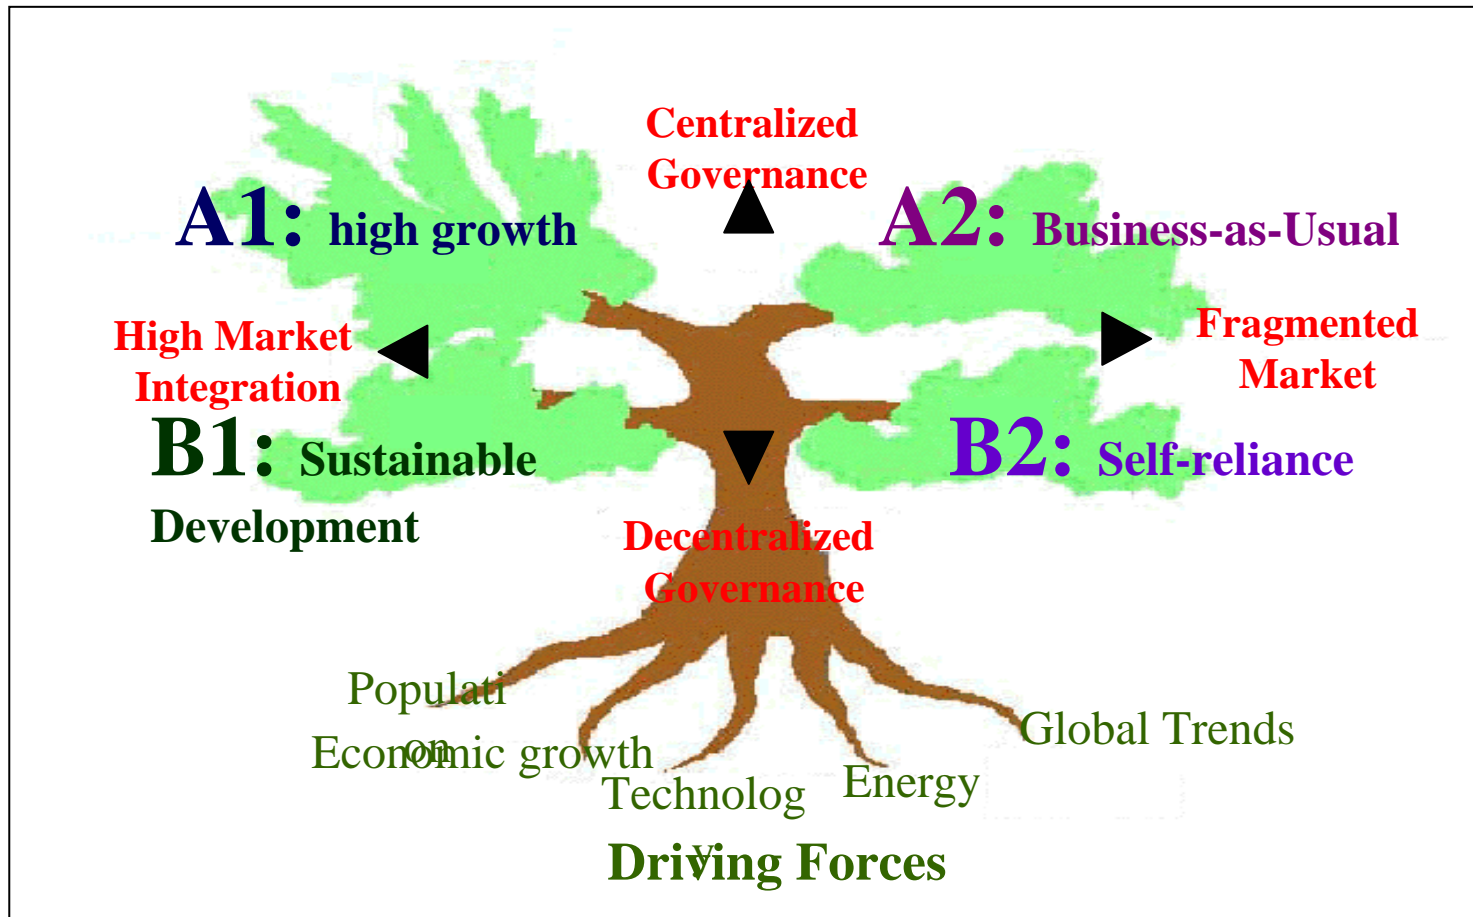 Centralized
Governance
A1: high growth
A2: Business-as-Usual
High Market
Integration
Fragmented
Market
B1: Sustainable
Development
B2: Self-reliance
Decentralized
Governance
Populati
on
Economic growth
Technolog
y
Energy
Global Trends
Driving Forces